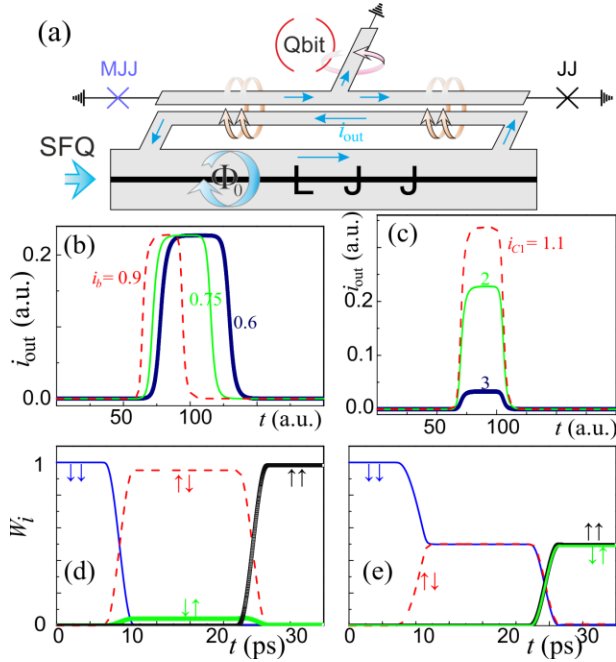 (a)
Qbit
MJJ
JJ
i_out
SFQ
Φ₀
L J J
(b)
0.2
i_b = 0.9
0.75
0.6
i_out (a.u.)
0.0
50
100
t (a.u.)
(c)
i_C1 = 1.1
0.2
2
3
i_out (a.u.)
0.0
50
100
t (a.u.)
1
↓↓
↑↓
↑↑
W_i
(d)
↓↑
0
0
10
20
30
t (ps)
↓↓
↑↑
↓↑
↑↓
(e)
0
10
20
30
t (ps)